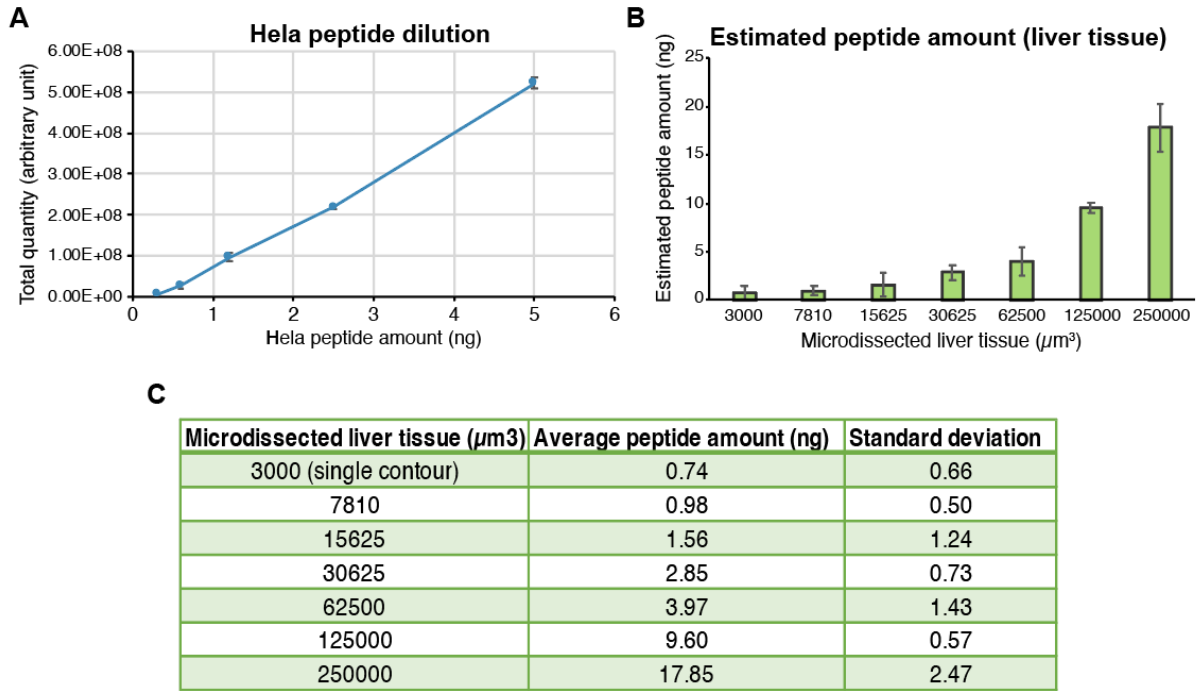 A
Hela peptide dilution
Total quantity (arbitrary unit)
6.00E+08
5.00E+08
4.00E+08
3.00E+08
2.00E+08
1.00E+08
0.00E+00
0 1 2 3 4 5 6
Hela peptide amount (ng)
B
Estimated peptide amount (liver tissue)
Estimated peptide amount (ng)
25
20
15
10
5
0
3000 7810 15625 30625 62500 125000 250000
Microdissected liver tissue (µm³)
C
Microdissected liver tissue (µm3) Average peptide amount (ng) Standard deviation
3000 (single contour) 0.74 0.66
7810 0.98 0.50
15625 1.56 1.24
30625 2.85 0.73
62500 3.97 1.43
125000 9.60 0.57
250000 17.85 2.47